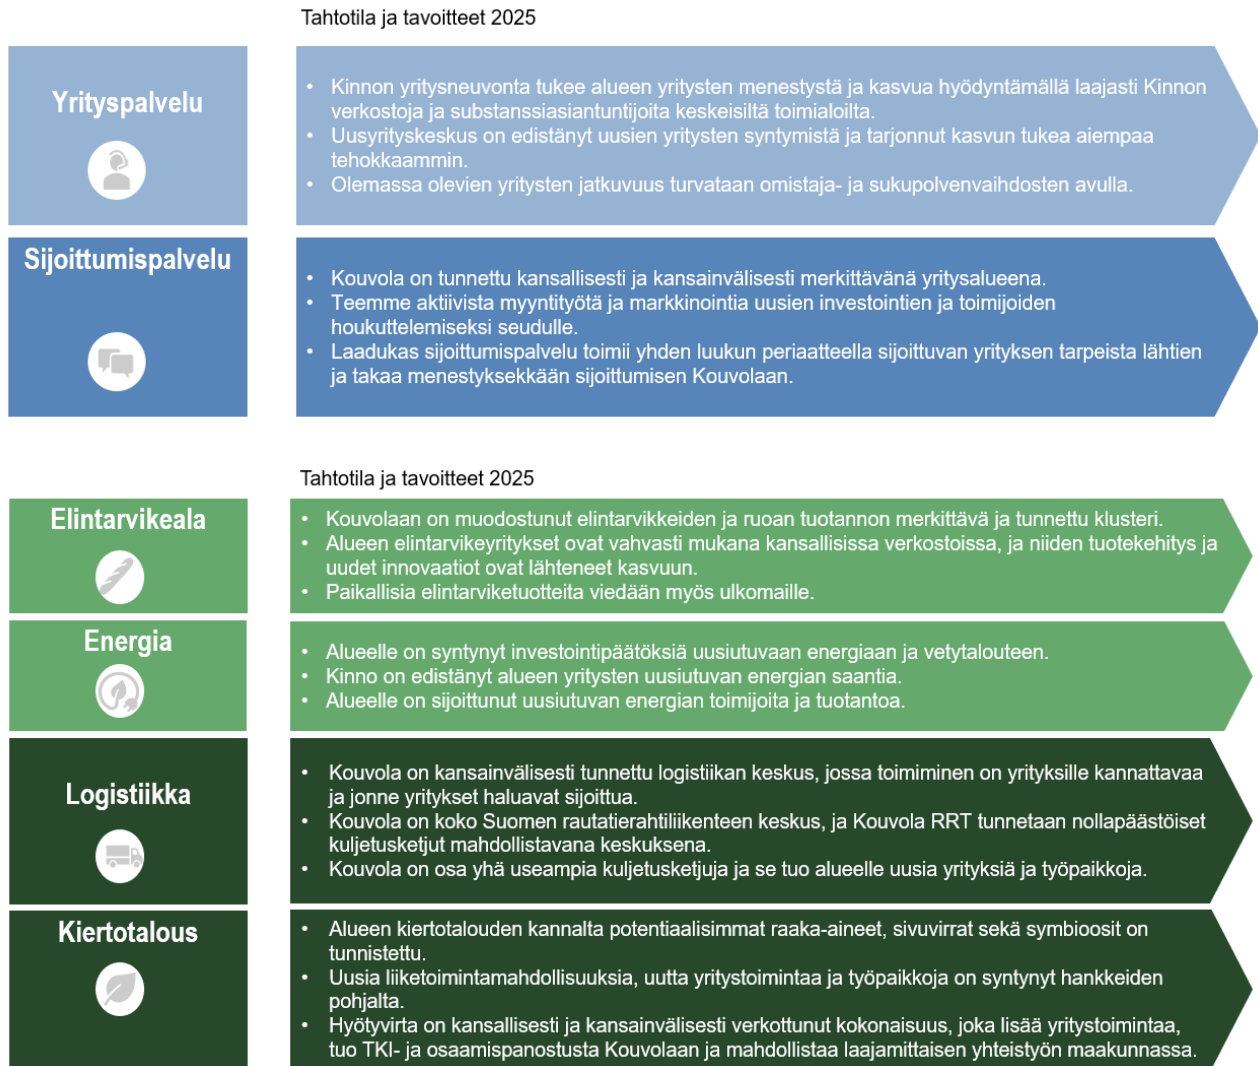 Tahtotila ja tavoitteet 2025
Yrityspalvelu
• Kinnon yritysneuvonta tukee alueen yritysten menestystä ja kasvua hyödyntämällä laajasti Kinnon
verkostoja ja substanssiasiantuntijoita keskeisiltä toimialoilta.
• Uusyrityskeskus on edistänyt uusien yritysten syntymistä ja tarjonnut kasvun tukea aiempaa
tehokkaammin.
• Olemassa olevien yritysten jatkuvuus turvataan omistaja- ja sukupolvenvaihdosten avulla.
Sijoittumispalvelu
• Kouvola on tunnettu kansallisesti ja kansainvälisesti merkittävänä yritysalueena.
• Teemme aktiivista myyntityötä ja markkinointia uusien investointien ja toimijoiden
houkuttelemiseksi seudulle.
• Laadukas sijoittumispalvelu toimii yhden luukun periaatteella sijoittuvan yrityksen tarpeista lähtien
ja takaa menestyksekkään sijoittumisen Kouvolaan.
Tahtotila ja tavoitteet 2025
Elintarvikeala
• Kouvolaan on muodostunut elintarvikkeiden ja ruoan tuotannon merkittävä ja tunnettu klusteri.
• Alueen elintarvikeyritykset ovat vahvasti mukana kansallisissa verkostoissa, ja niiden tuotekehitys ja
uudet innovaatiot ovat lähteneet kasvuun.
• Paikallisia elintarviketuotteita viedään myös ulkomaille.
Energia
• Alueelle on syntynyt investointipäätöksiä uusiutuvaan energiaan ja vetytalouteen.
• Kinno on edistänyt alueen yritysten uusiutuvan energian saantia.
• Alueelle on sijoittunut uusiutuvan energian toimijoita ja tuotantoa.
Logistiikka
• Kouvola on kansainvälisesti tunnettu logistiikan keskus, jossa toimiminen on yrityksille kannattavaa
ja jonne yritykset haluavat sijoittua.
• Kouvola on koko Suomen rautatierahtiliikenteen keskus, ja Kouvola RRT tunnetaan nollapäästöiset
kuljetusketjut mahdollistavana keskuksena.
• Kouvola on osa yhä useampia kuljetusketjuja ja se tuo alueelle uusia yrityksiä ja työpaikkoja.
Kiertotalous
• Alueen kiertotalouden kannalta potentiaalisimmat raaka-aineet, sivuvirrat sekä symbioosit on
tunnistettu.
• Uusia liiketoimintamahdollisuuksia, uutta yritystoimintaa ja työpaikkoja on syntynyt hankkeiden
pohjalta.
• Hyötyvirta on kansallisesti ja kansainvälisesti verkottunut kokonaisuus, joka lisää yritystoimintaa,
tuo TKI- ja osaamispanostusta Kouvolaan ja mahdollistaa laajamittaisen yhteistyön maakunnassa.